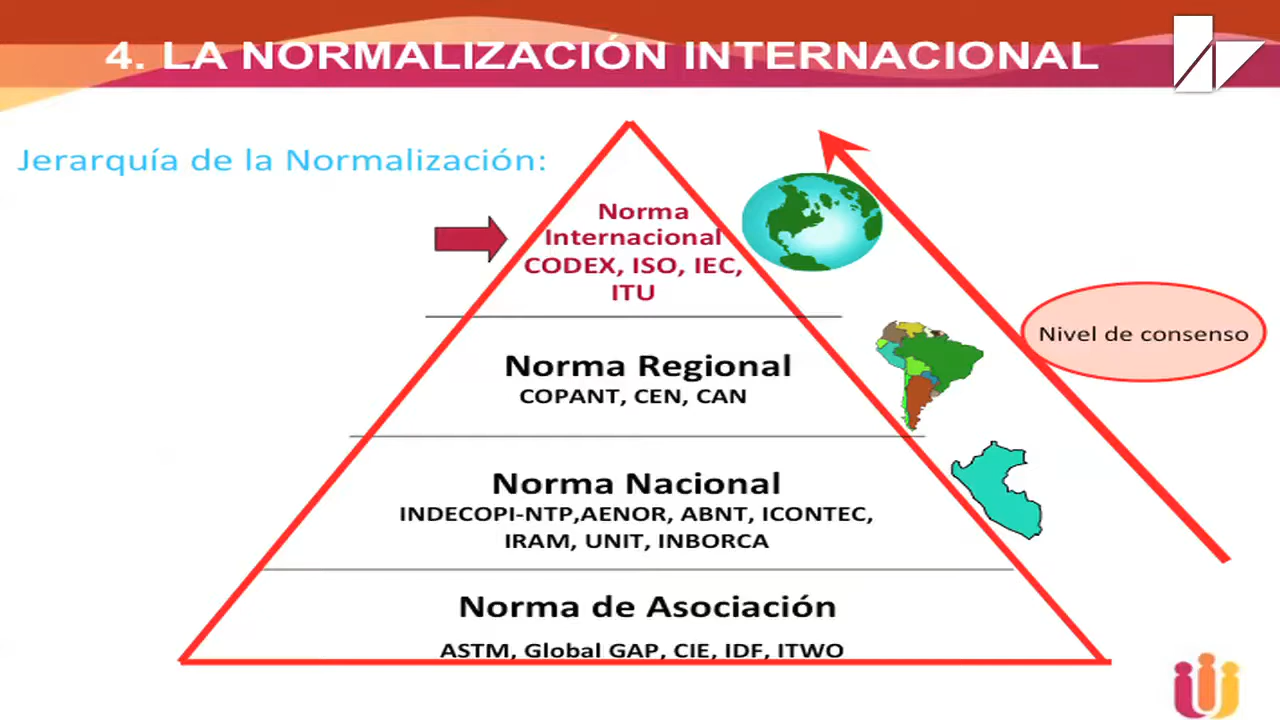 4. LA NORMALIZACIÓN INTERNACIONAL
Jerarquía de la Normalización:
Norma
Internacional
CODEX, ISO, IEC,
ITU
Nivel de consenso
Norma Regional
COPANT, CEN, CAN
Norma Nacional
INDECOPI-NTP,AENOR, ABNT, ICONTEC,
IRAM, UNIT, INBORCA
Norma de Asociación
ASTM, Global GAP, CIE, IDF, ITWO